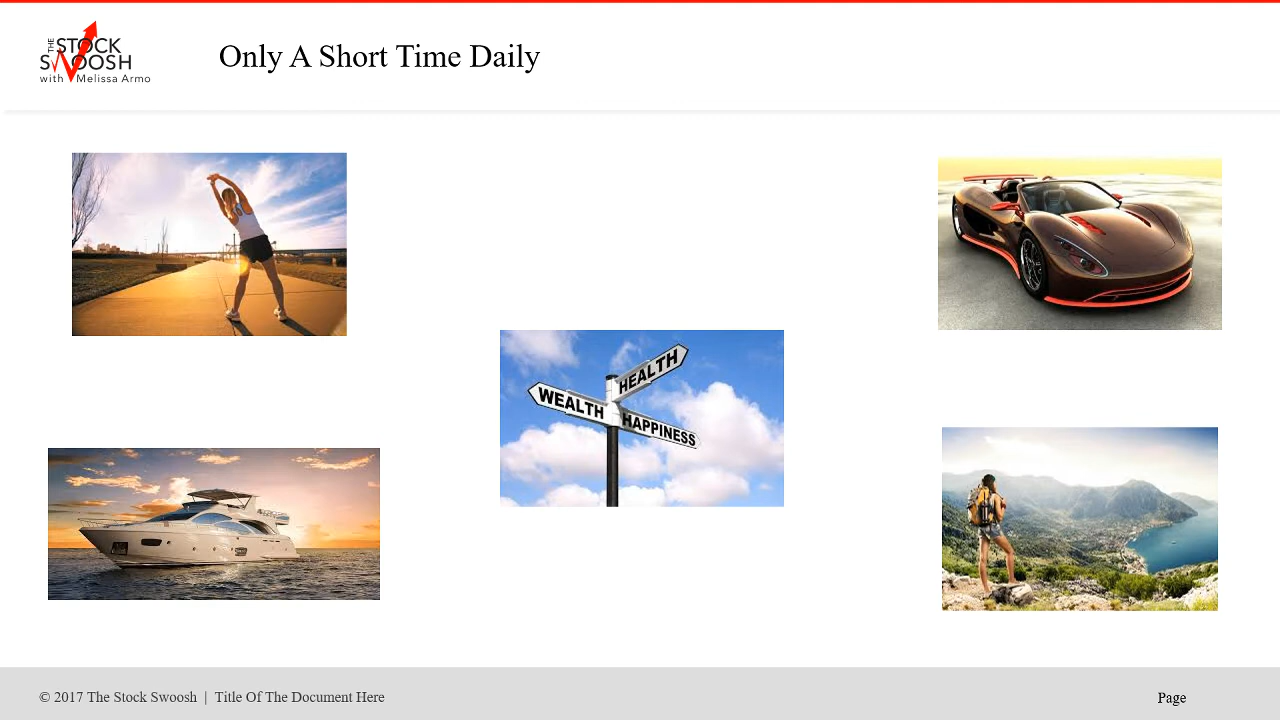 THE STOCK
SWOOSH
with Melissa Armo
Only A Short Time Daily
HEALTH
WEALTH
HAPPINESS
© 2017 The Stock Swoosh | Title Of The Document Here
Page